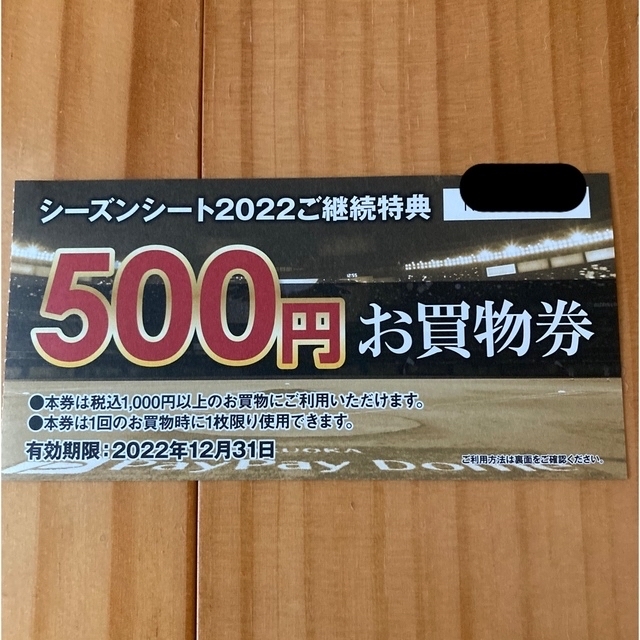 シーズンシート2022ご継続特典
500円お買物券
●本券は税込1,000円以上のお買物にご利用いただけます。
●本券は1回のお買物時に1枚限り使用できます。
有効期限:2022年12月31日
PayPay DOME
ご利用方法は裏面をご確認ください。